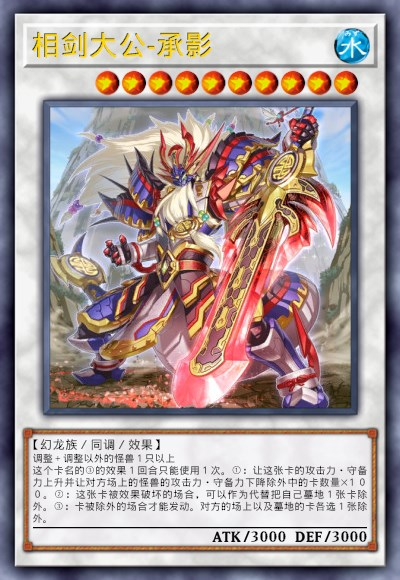 相剑大公-承影
みず
水
【幻龙族／同调／效果】
调整＋调整以外的怪兽1只以上
这个卡名的③的效果1回合只能使用1次。①：让这张卡的攻击力·守备
力上升并让对方场上的怪兽的攻击力·守备力下降除外中的卡数量×10
0。②：这张卡被效果破坏的场合，可以作为代替把自己墓地1张卡除
外。③：卡被除外的场合才能发动。对方的场上以及墓地的卡各选1张除
外。
ATK/3000 DEF/3000